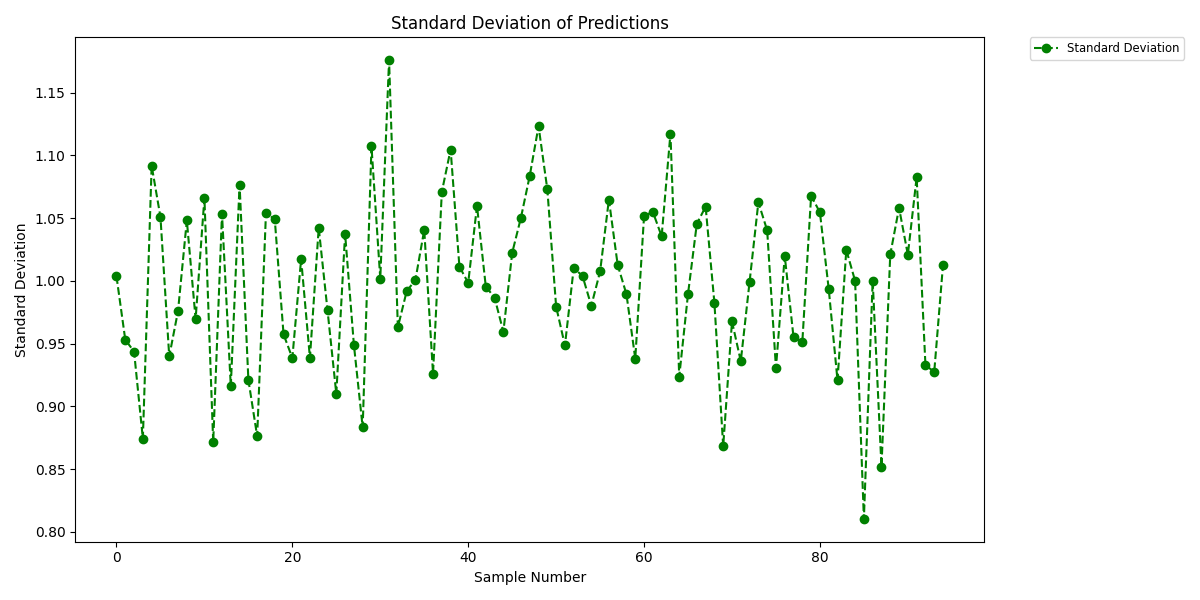 Standard Deviation of Predictions
Standard Deviation
1.15
1.10
1.05
1.00
0.95
0.90
0.85
0.80
Standard Deviation
0 20 40 60 80
Sample Number